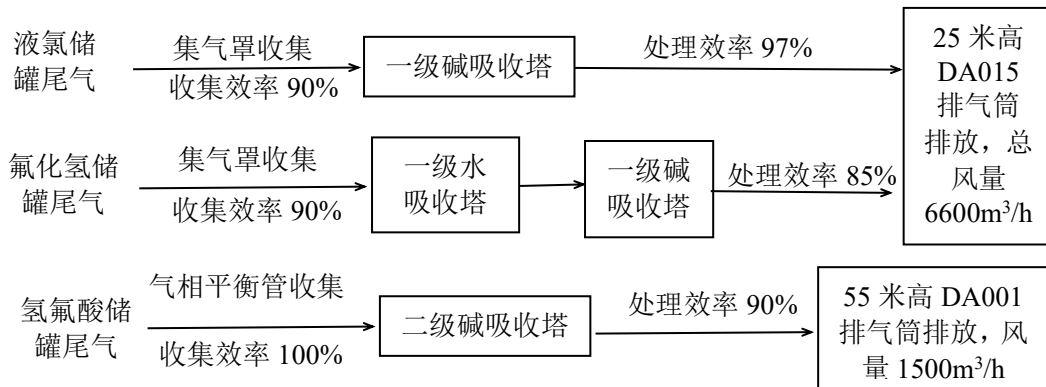 液氯储
罐尾气
集气罩收集
收集效率 90%
一级碱吸收塔
处理效率 97%
25 米高
DA015
排气筒
排放，总
风量
6600m³/h
氟化氢储
罐尾气
集气罩收集
收集效率 90%
一级水
吸收塔
一级碱
吸收塔
处理效率 85%
氢氟酸储
罐尾气
气相平衡管收集
收集效率 100%
二级碱吸收塔
处理效率 90%
55 米高 DA001
排气筒排放，风
量 1500m³/h